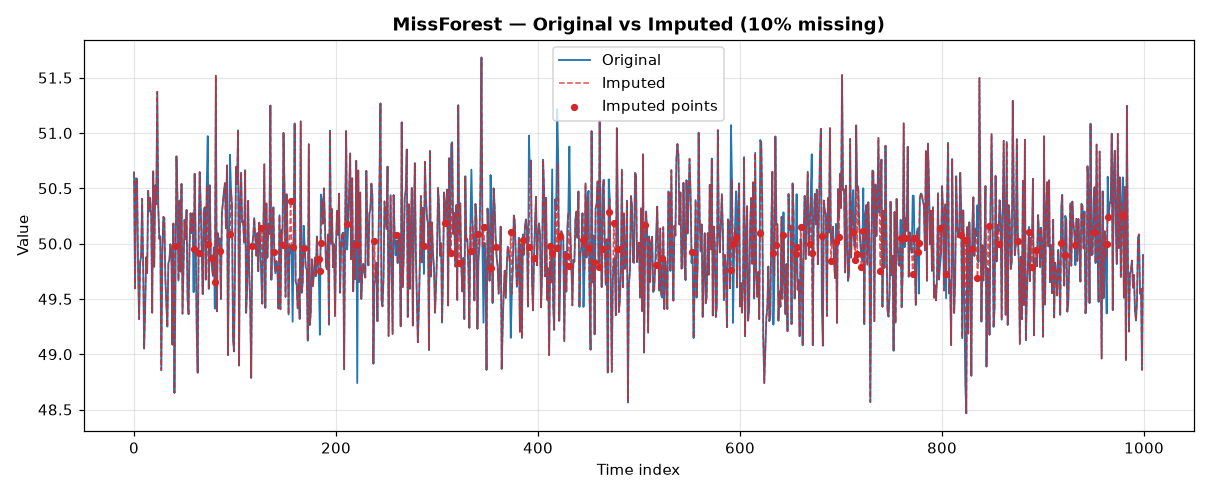 MissForest — Original vs Imputed (10% missing)
Original
Imputed
Imputed points
Value
51.5
51.0
50.5
50.0
49.5
49.0
48.5
0 200 400 600 800 1000
Time index